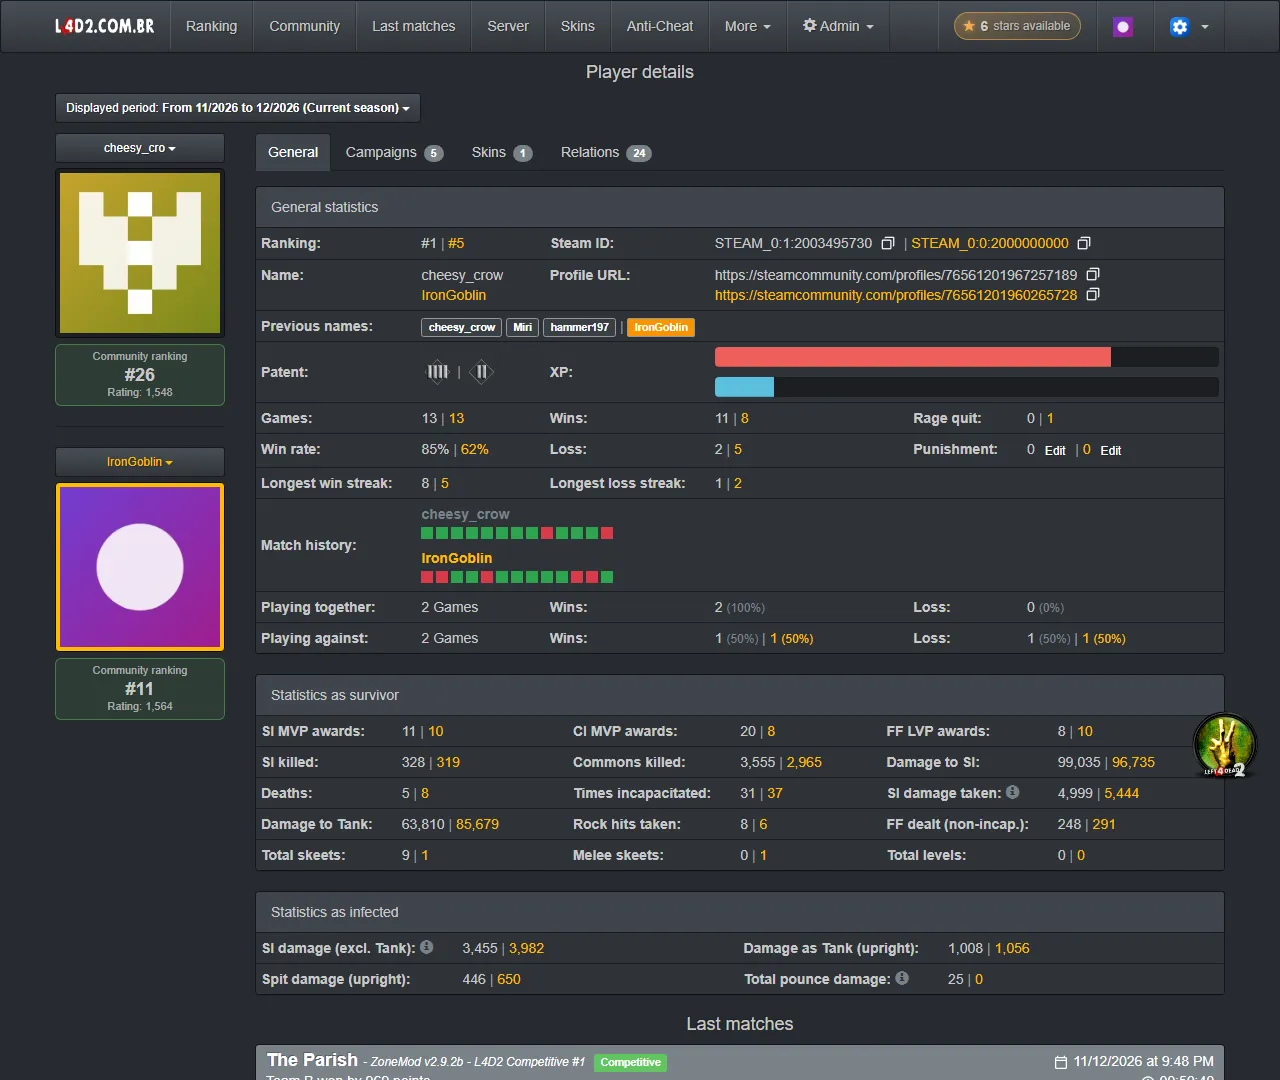 L4D2.COM.BR Ranking Community Last matches Server Skins Anti-Cheat More Admin 6 stars available
Player details
Displayed period: From 11/2026 to 12/2026 (Current season)
cheesy_cro
General Campaigns 5 Skins 1 Relations 24
Community ranking
#26
Rating: 1,548
IronGoblin
Community ranking
#11
Rating: 1,564
General statistics
Ranking: #1 | #5 Steam ID: STEAM_0:1:2003495730 | STEAM_0:0:2000000000
Name: cheesy_crow Profile URL: https://steamcommunity.com/profiles/76561201967257189
IronGoblin https://steamcommunity.com/profiles/76561201960265728
Previous names: cheesy_crow Miri hammer197 | IronGoblin
Patent: | XP:
Games: 13 | 13 Wins: 11 | 8 Rage quit: 0 | 1
Win rate: 85% | 62% Loss: 2 | 5 Punishment: 0 Edit | 0 Edit
Longest win streak: 8 | 5 Longest loss streak: 1 | 2
Match history: cheesy_crow
IronGoblin
Playing together: 2 Games Wins: 2 (100%) Loss: 0 (0%)
Playing against: 2 Games Wins: 1 (50%) | 1 (50%) Loss: 1 (50%) | 1 (50%)
Statistics as survivor
SI MVP awards: 11 | 10 CI MVP awards: 20 | 8 FF LVP awards: 8 | 10
SI killed: 328 | 319 Commons killed: 3,555 | 2,965 Damage to SI: 99,035 | 96,735
Deaths: 5 | 8 Times incapacitated: 31 | 37 SI damage taken: 4,999 | 5,444
Damage to Tank: 63,810 | 85,679 Rock hits taken: 8 | 6 FF dealt (non-incap.): 248 | 291
Total skeets: 9 | 1 Melee skeets: 0 | 1 Total levels: 0 | 0
LEFT4DEAD2
Statistics as infected
SI damage (excl. Tank): 3,455 | 3,982 Damage as Tank (upright): 1,008 | 1,056
Spit damage (upright): 446 | 650 Total pounce damage: 25 | 0
Last matches
The Parish - ZoneMod v2.9.2b - L4D2 Competitive #1 Competitive 11/12/2026 at 9:48 PM
Team B won by 960 points 00:50:49